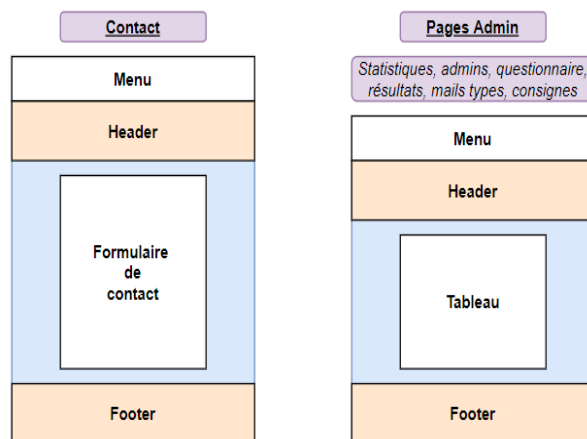 Contact
Menu
Header
Formulaire
de
contact
Footer
Pages Admin
Statistiques, admins, questionnaire,
résultats, mails types, consignes
Menu
Header
Tableau
Footer